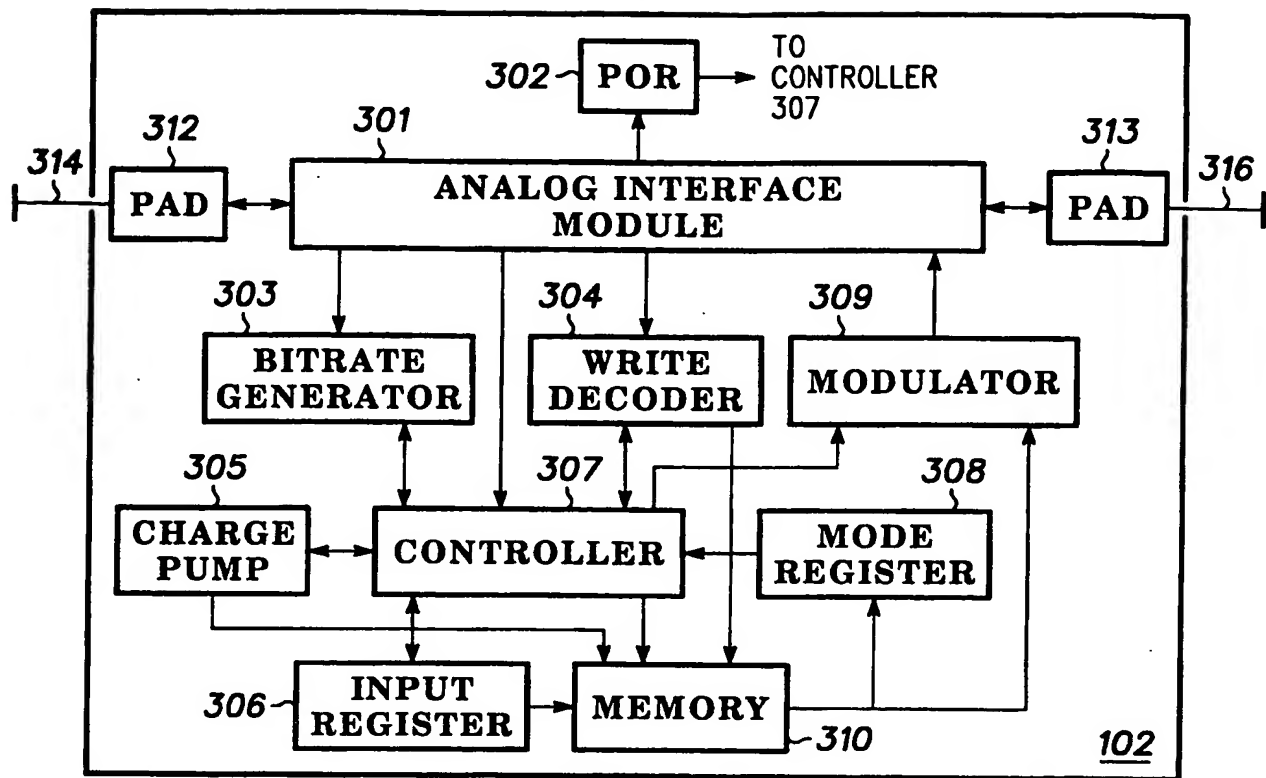 302
POR
TO
CONTROLLER
307
312
301
313
314
316
PAD
ANALOG INTERFACE
MODULE
PAD
303
304
309
BITRATE
GENERATOR
WRITE
DECODER
MODULATOR
305
307
308
CHARGE
PUMP
CONTROLLER
MODE
REGISTER
306
INPUT
REGISTER
MEMORY
310
102